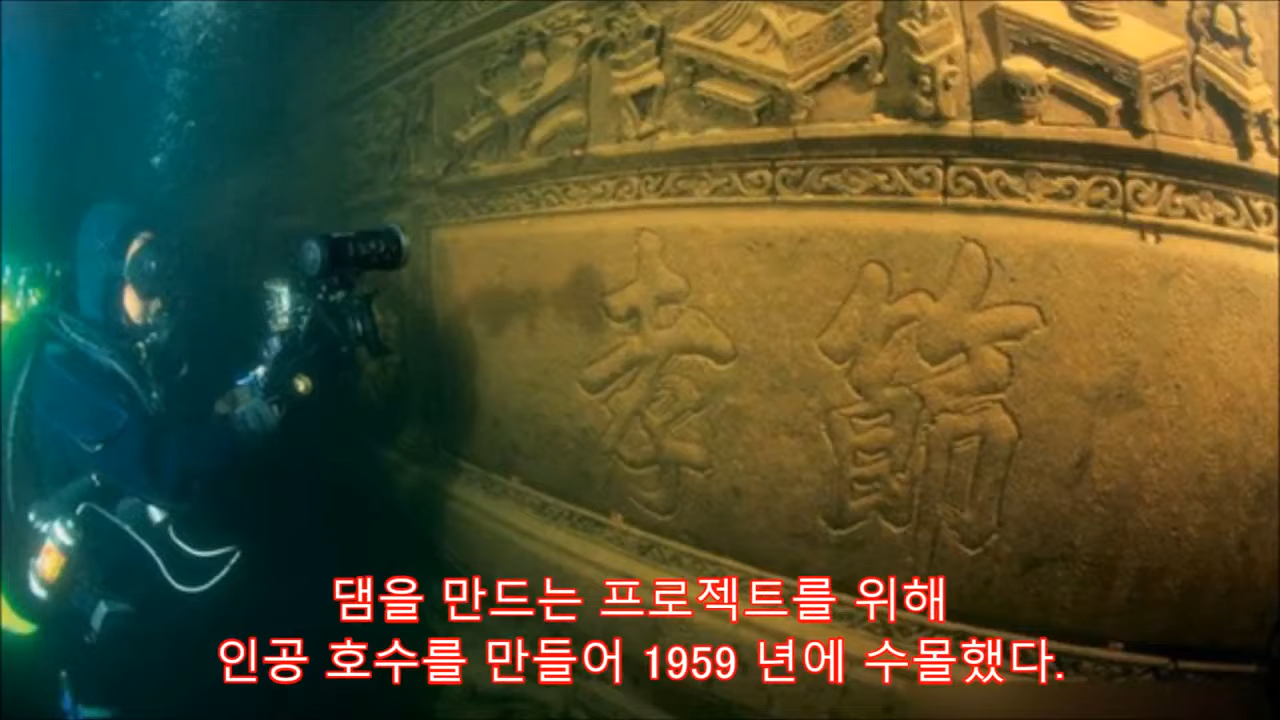 節孝
댐을 만드는 프로젝트를 위해
인공 호수를 만들어 1959 년에 수몰했다.